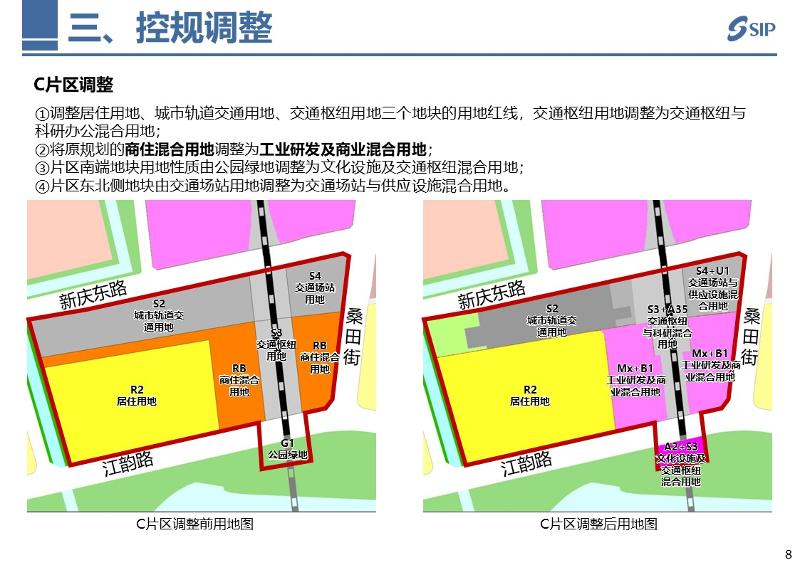 三、控规调整
SIP
C片区调整
①调整居住用地、城市轨道交通用地、交通枢纽用地三个地块的用地红线，交通枢纽用地调整为交通枢纽与
科研办公混合用地；
②将原规划的商住混合用地调整为工业研发及商业混合用地；
③片区南端地块用地性质由公园绿地调整为文化设施及交通枢纽混合用地；
④片区东北侧地块由交通场站用地调整为交通场站与供应设施混合用地。
新庆东路
S2
城市轨道交
通用地
S4
交通场站
用地
S3
交通枢纽
用地
RB
商住混合
用地
RB
商住混合
用地
R2
居住用地
G1
公园绿地
桑田街
江韵路
C片区调整前用地图
新庆东路
S2
城市轨道交
通用地
S4+U1
交通场站与
供应设施混
合用地
S3+A35
交通枢纽
与科研混
合用地
Mx+B1
工业研发及商
业混合用地
Mx+B1
工业研发及商
业混合用地
R2
居住用地
A2+S3
文化设施及
交通枢纽
混合用地
桑田街
江韵路
C片区调整后用地图
8